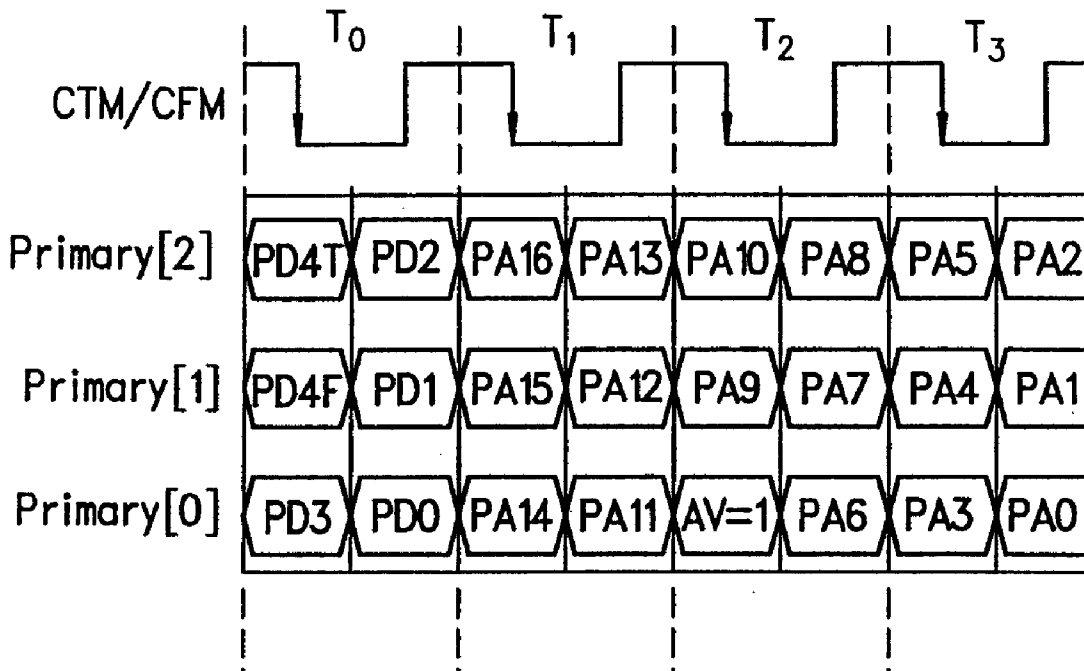 T0 T1 T2 T3
CTM/CFM
Primary[2] PD4T PD2 PA16 PA13 PA10 PA8 PA5 PA2
Primary[1] PD4F PD1 PA15 PA12 PA9 PA7 PA4 PA1
Primary[0] PD3 PD0 PA14 PA11 AV=1 PA6 PA3 PA0